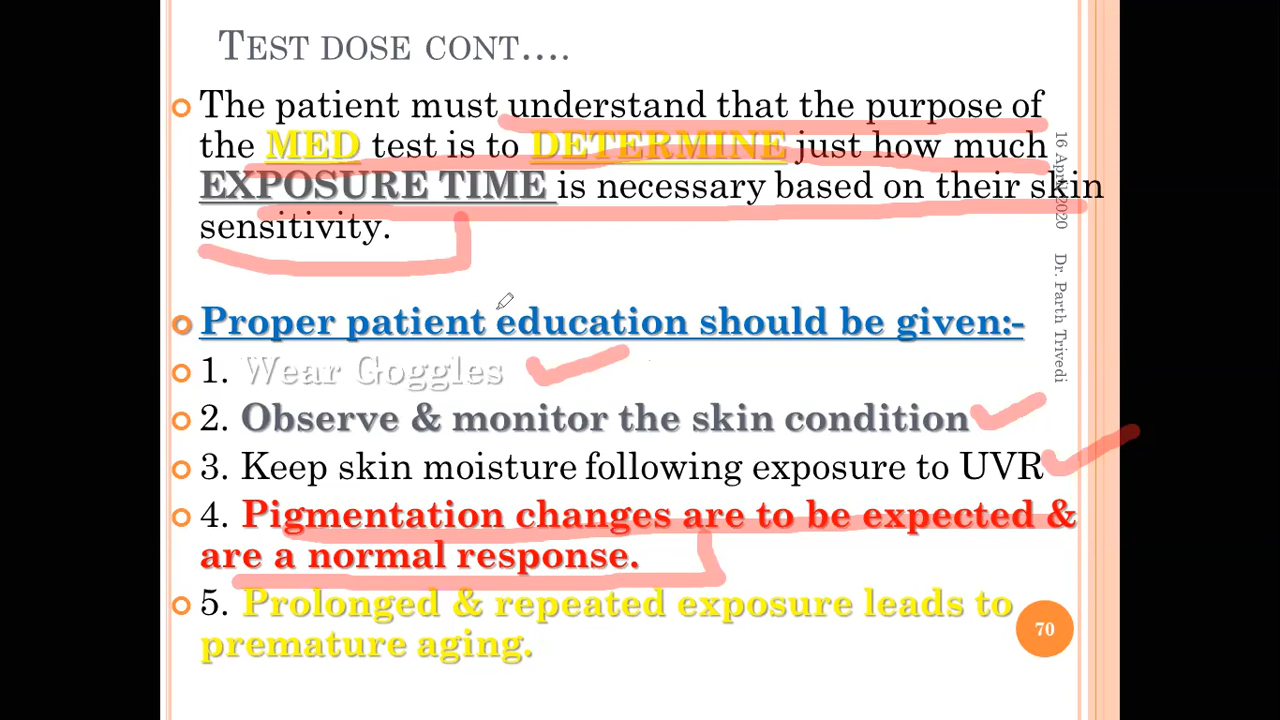 TEST DOSE CONT....
The patient must understand that the purpose of
the MED test is to DETERMINE just how much
EXPOSURE TIME is necessary based on their skin
sensitivity.
Proper patient education should be given:-
1. Wear Goggles
2. Observe & monitor the skin condition
3. Keep skin moisture following exposure to UVR
4. Pigmentation changes are to be expected &
are a normal response.
5. Prolonged & repeated exposure leads to
premature aging.
16 April 2020
Dr. Parth Trivedi
70